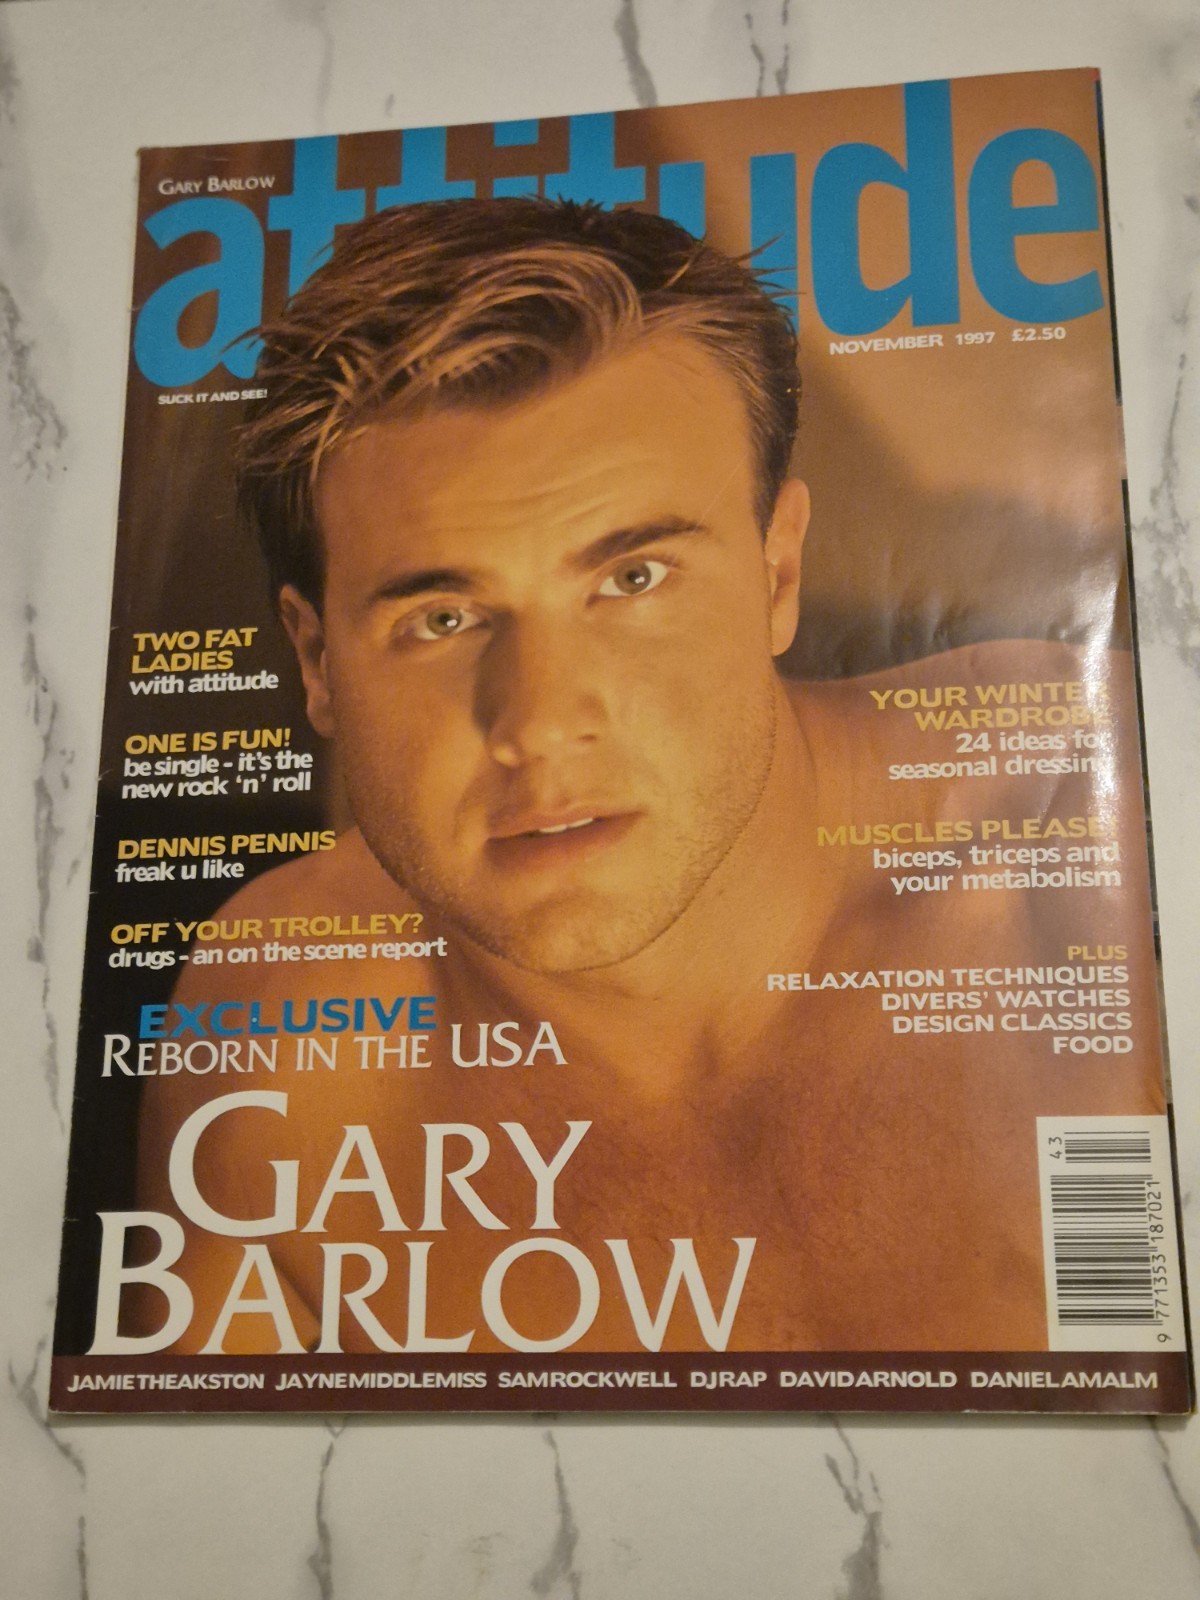 GARY BARLOW
attitude
NOVEMBER 1997 £2.50
SUCK IT AND SEE!
TWO FAT
LADIES
with attitude
ONE IS FUN!
be single - it's the
new rock 'n' roll
DENNIS PENNIS
freak u like
OFF YOUR TROLLEY?
drugs - an on the scene report
EXCLUSIVE
REBORN IN THE USA
GARY
BARLOW
YOUR WINTER
WARDROBE
24 ideas for
seasonal dressing
MUSCLES PLEASE!
biceps, triceps and
your metabolism
PLUS
RELAXATION TECHNIQUES
DIVERS' WATCHES
DESIGN CLASSICS
FOOD
43
9 771353 187021
JAMIETHEAKSTON JAYNEMIDDLEMISS SAMROCKWELL DJRAP DAVIDARNOLD DANIELAMALM